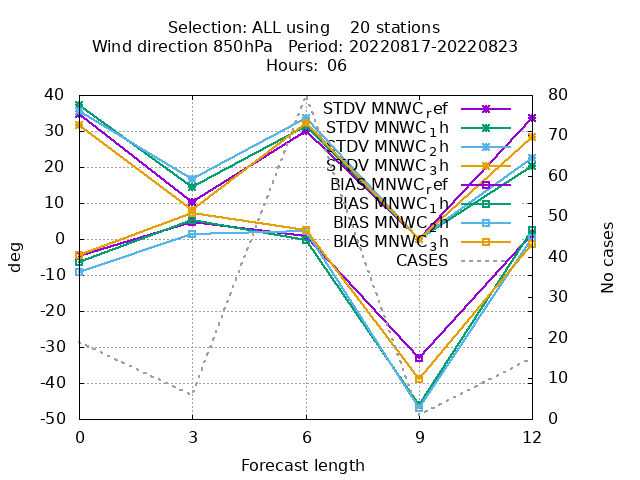 Selection: ALL using 20 stations
Wind direction 850hPa Period: 20220817-20220823
Hours: 06
40
30
20
10
0
-10
-20
-30
-40
-50
deg
STDV MNWC_ref
STDV MNWC_1h
STDV MNWC_2h
STDV MNWC_3h
BIAS MNWC_ref
BIAS MNWC_1h
BIAS MNWC_2h
BIAS MNWC_3h
CASES
80
70
60
50
40
30
20
10
0
No cases
0 3 6 9 12
Forecast length